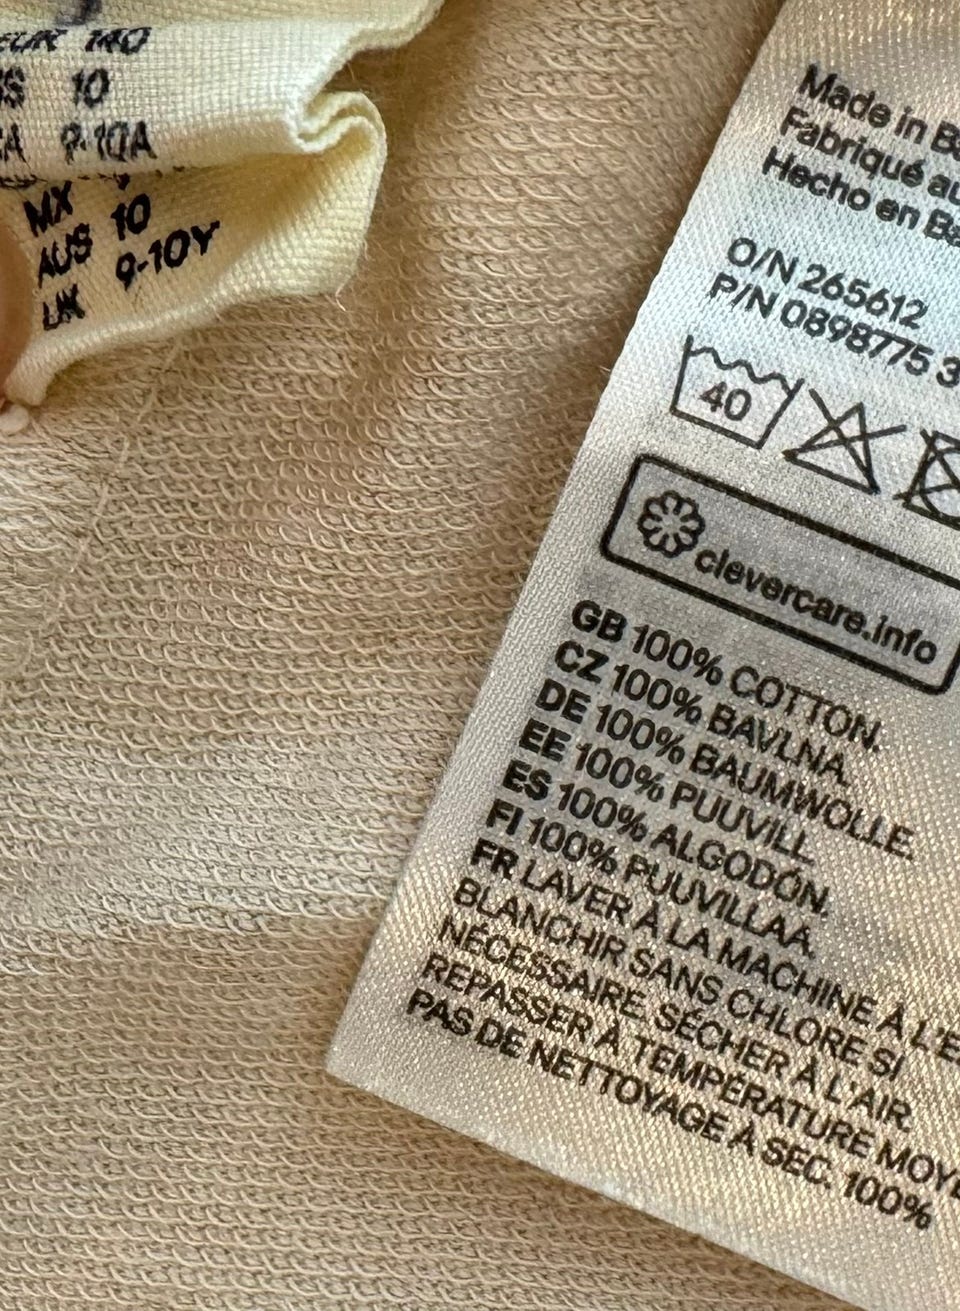 EUR 140
10
9-10A
MX
AUS 10
UK 9-10Y
Made in
Fabriqué au
Hecho en
O/N 265612
P/N 0898775 3
40
clevercare.info
GB 100% COTTON.
CZ 100% BAVLNA.
DE 100% BAUMWOLLE.
EE 100% PUUVILL.
ES 100% ALGODÓN.
FI 100% PUUVILLAA.
FR LAVER À LA MACHINE À
BLANCHIR SANS CHLORE SI
NÉCESSAIRE. SÉCHER À L'AIR
REPASSER À TEMPÉRATURE
PAS DE NETTOYAGE À SEC. 100%